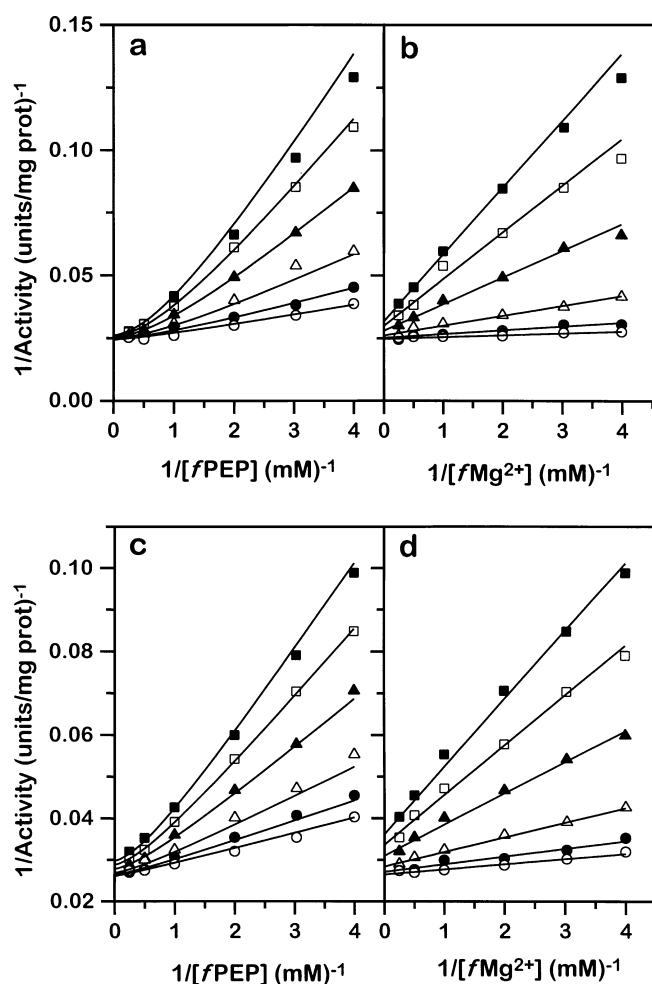 a
b
0.15
0.10
0.05
0.00
1/Activity (units/mg prot)⁻¹
0 1 2 3 4
0 1 2 3 4
1/[fPEP] (mM)⁻¹
1/[fMg²⁺] (mM)⁻¹
c
d
0.10
0.08
0.06
0.04
0.02
1/Activity (units/mg prot)⁻¹
0 1 2 3 4
0 1 2 3 4
1/[fPEP] (mM)⁻¹
1/[fMg²⁺] (mM)⁻¹